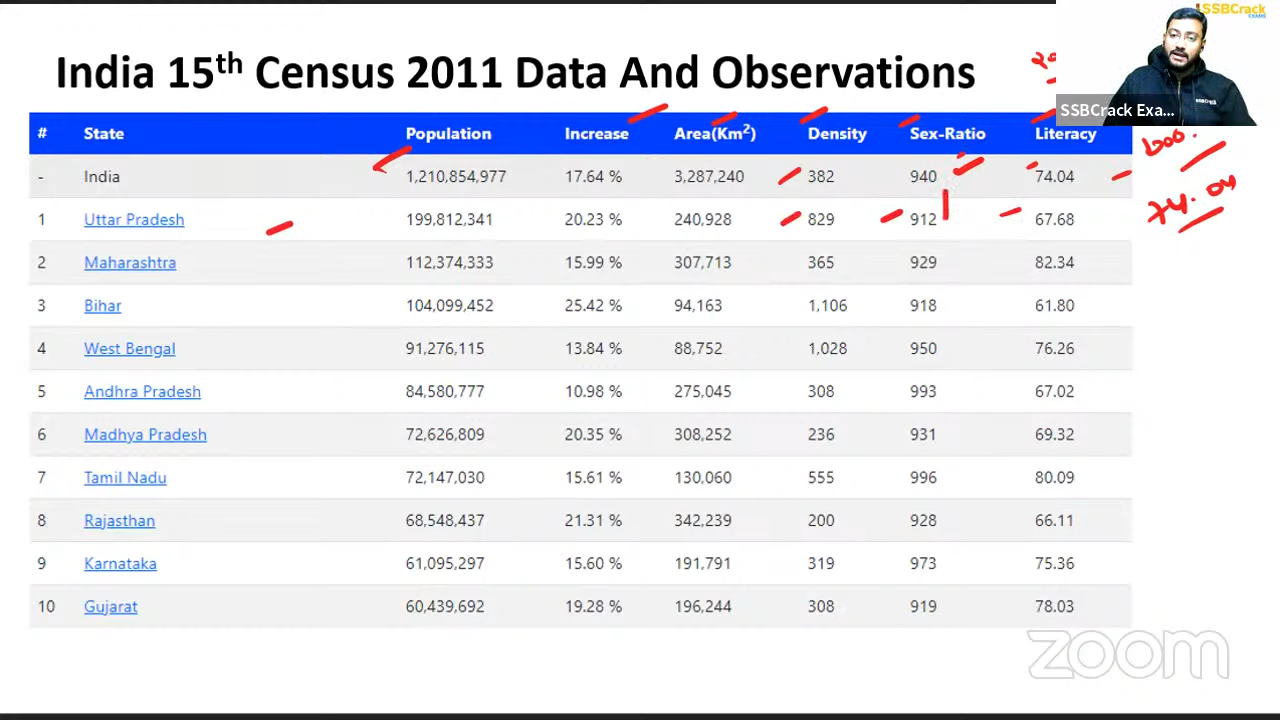 SSBCrack
EXAMS
India 15th Census 2011 Data And Observations
SSBCrack Exa...
# State Population Increase Area(Km2) Density Sex-Ratio Literacy
- India 1,210,854,977 17.64 % 3,287,240 382 940 74.04
1 Uttar Pradesh 199,812,341 20.23 % 240,928 829 912 67.68
74.04
2 Maharashtra 112,374,333 15.99 % 307,713 365 929 82.34
3 Bihar 104,099,452 25.42 % 94,163 1,106 918 61.80
4 West Bengal 91,276,115 13.84 % 88,752 1,028 950 76.26
5 Andhra Pradesh 84,580,777 10.98 % 275,045 308 993 67.02
6 Madhya Pradesh 72,626,809 20.35 % 308,252 236 931 69.32
7 Tamil Nadu 72,147,030 15.61 % 130,060 555 996 80.09
8 Rajasthan 68,548,437 21.31 % 342,239 200 928 66.11
9 Karnataka 61,095,297 15.60 % 191,791 319 973 75.36
10 Gujarat 60,439,692 19.28 % 196,244 308 919 78.03
zoom